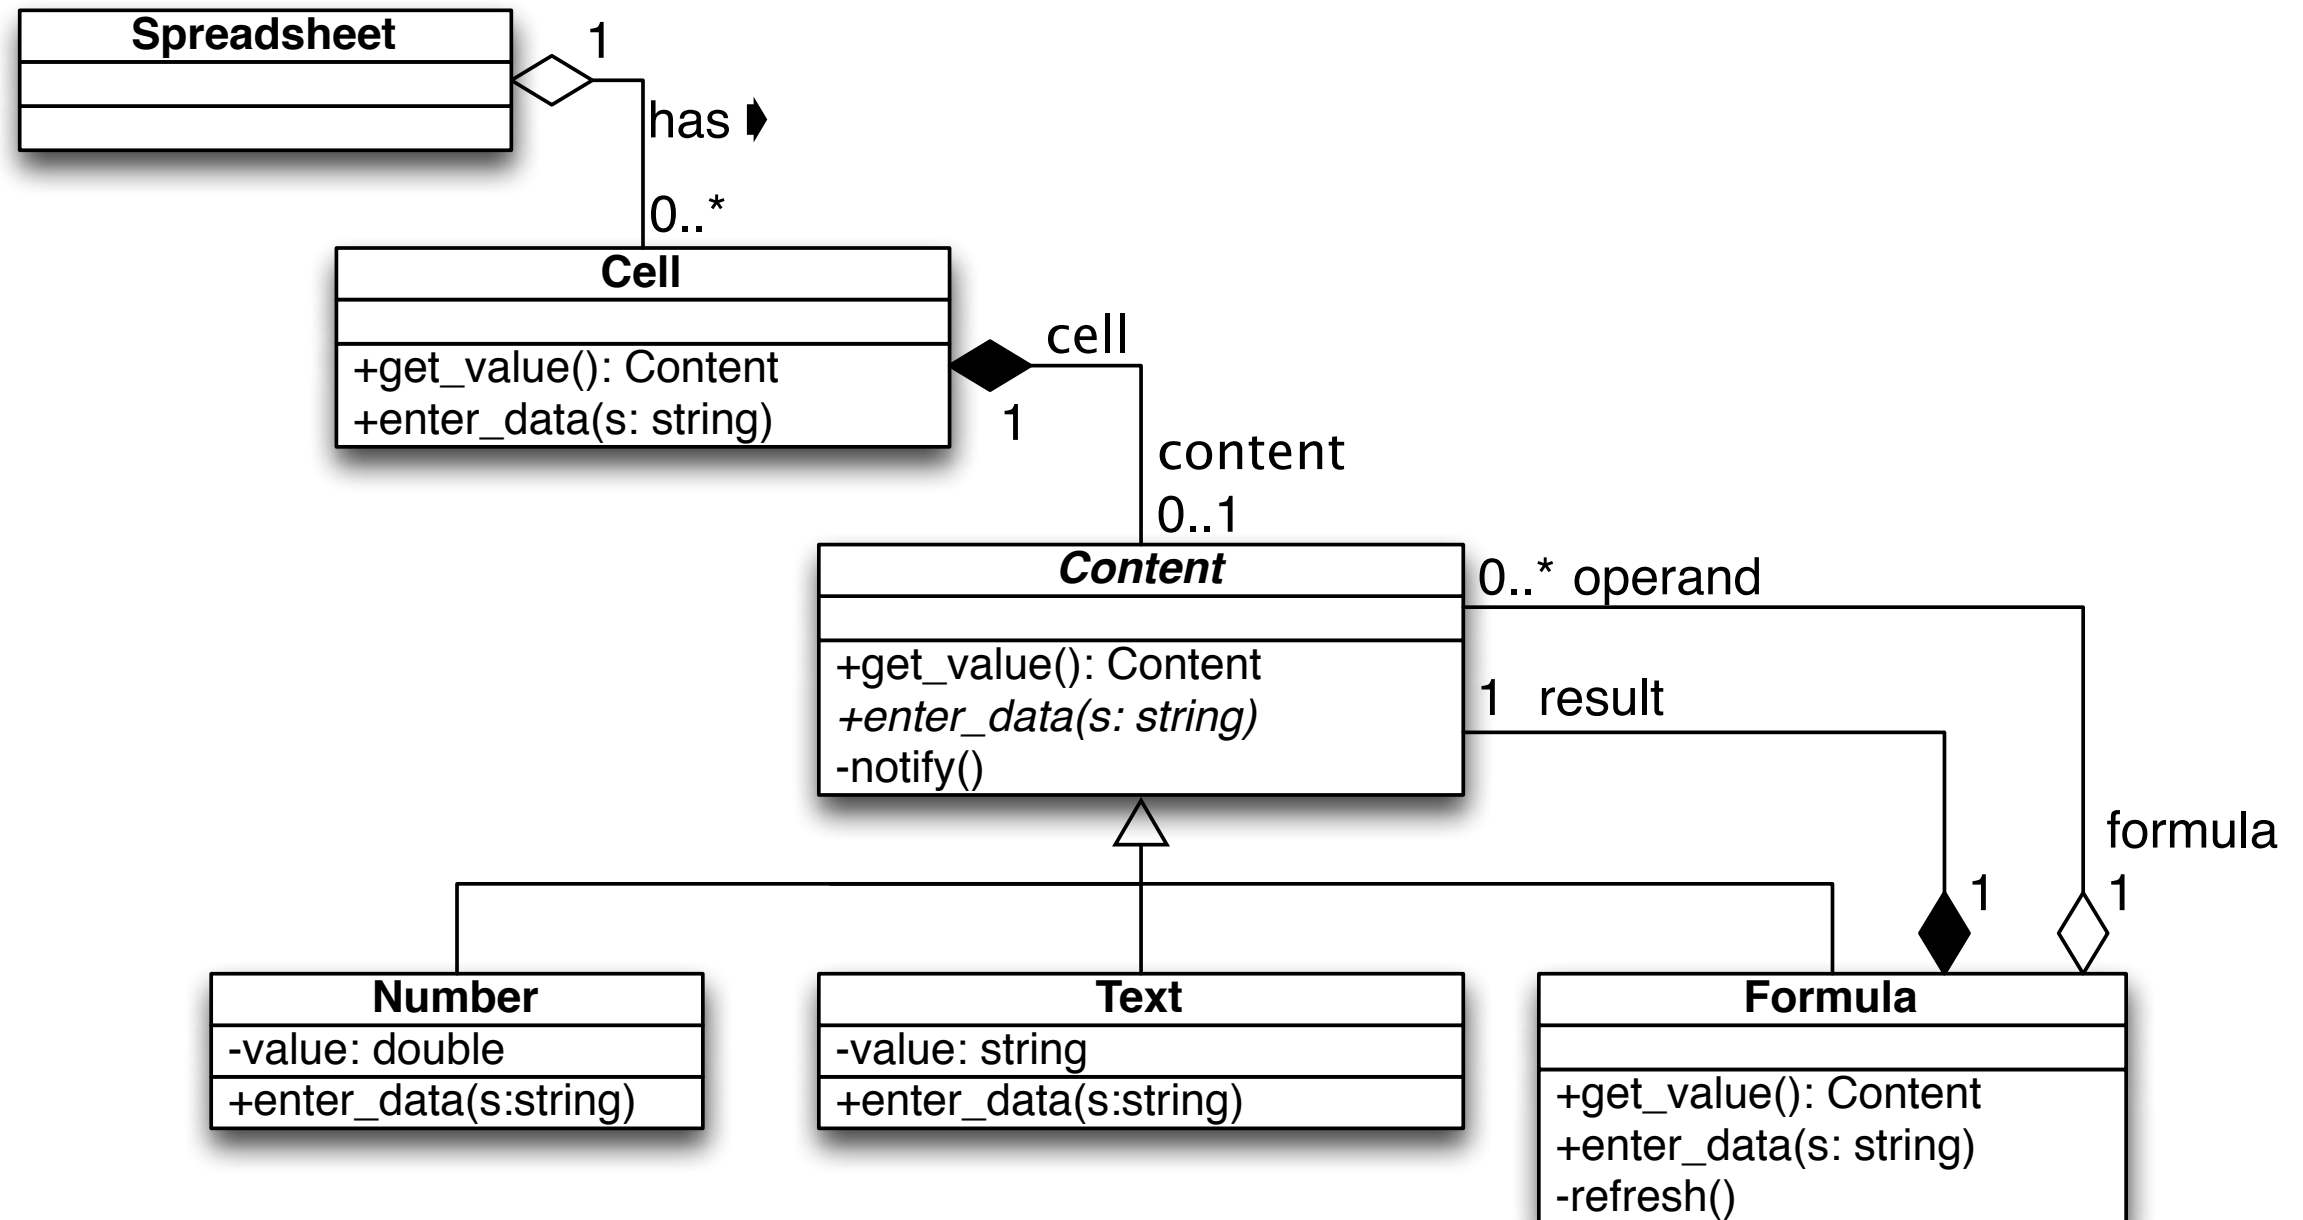 Spreadsheet
1
has
0..*
Cell
+get_value(): Content
+enter_data(s: string)
cell
1
content
0..1
Content
+get_value(): Content
+enter_data(s: string)
-notify()
0..* operand
1 result
formula
1
1
Number
-value: double
+enter_data(s:string)
Text
-value: string
+enter_data(s:string)
Formula
+get_value(): Content
+enter_data(s: string)
-refresh()